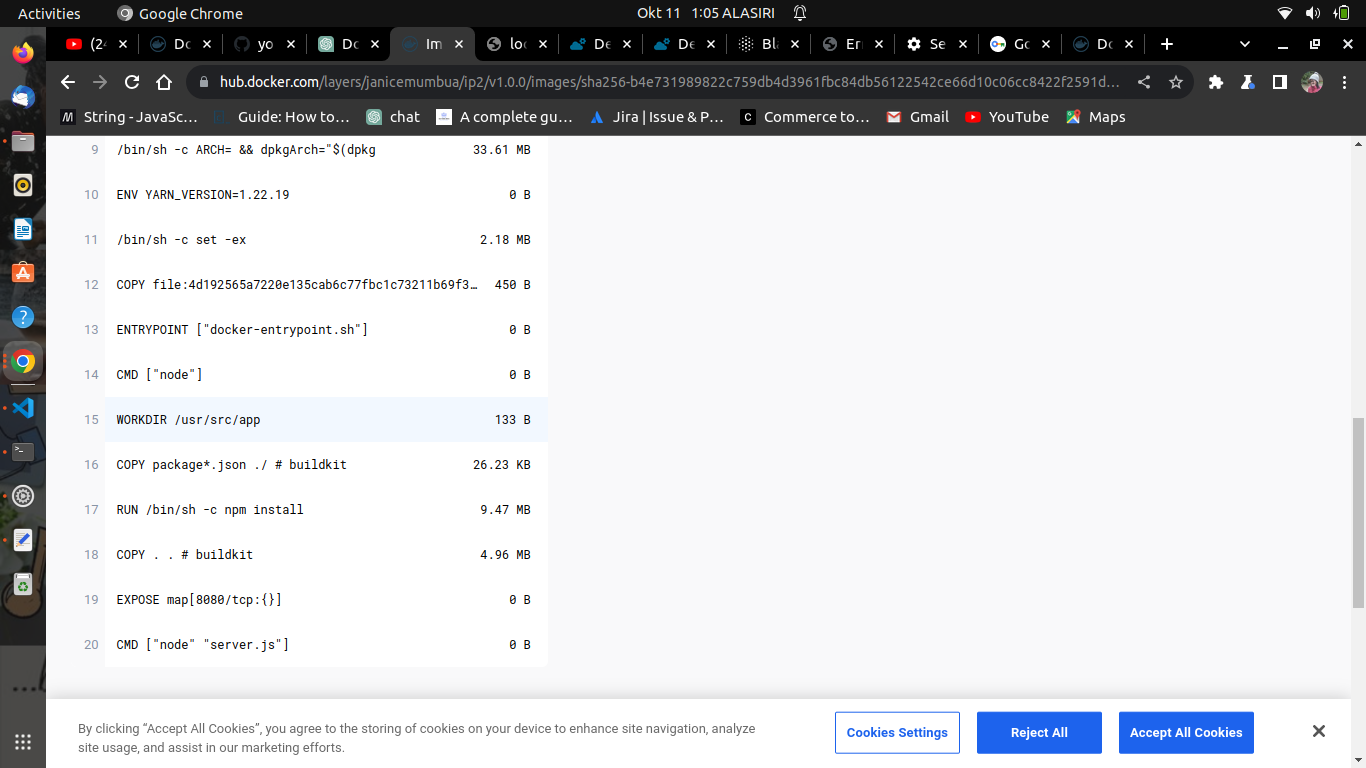 Activities
Google Chrome
Okt 11 1:05 ALASIRI
(24
Do
yo
Do
Im
loc
De
De
Bla
Err
Se
Go
Do
hub.docker.com/layers/janicemumbua/ip2/v1.0.0/images/sha256-b4e731989822c759db4d3961fbc84db56122542ce66d10c06cc8422f2591d…
String - JavaSc…
Guide: How to…
chat
A complete gu…
Jira | Issue & P…
Commerce to…
Gmail
YouTube
Maps
9 /bin/sh -c ARCH= && dpkgArch="$(dpkg 33.61 MB
10 ENV YARN_VERSION=1.22.19 0 B
11 /bin/sh -c set -ex 2.18 MB
12 COPY file:4d192565a7220e135cab6c77fbc1c73211b69f3… 450 B
13 ENTRYPOINT ["docker-entrypoint.sh"] 0 B
14 CMD ["node"] 0 B
15 WORKDIR /usr/src/app 133 B
16 COPY package*.json ./ # buildkit 26.23 KB
17 RUN /bin/sh -c npm install 9.47 MB
18 COPY . . # buildkit 4.96 MB
19 EXPOSE map[8080/tcp:{}] 0 B
20 CMD ["node" "server.js"] 0 B
By clicking “Accept All Cookies”, you agree to the storing of cookies on your device to enhance site navigation, analyze
site usage, and assist in our marketing efforts.
Cookies Settings
Reject All
Accept All Cookies